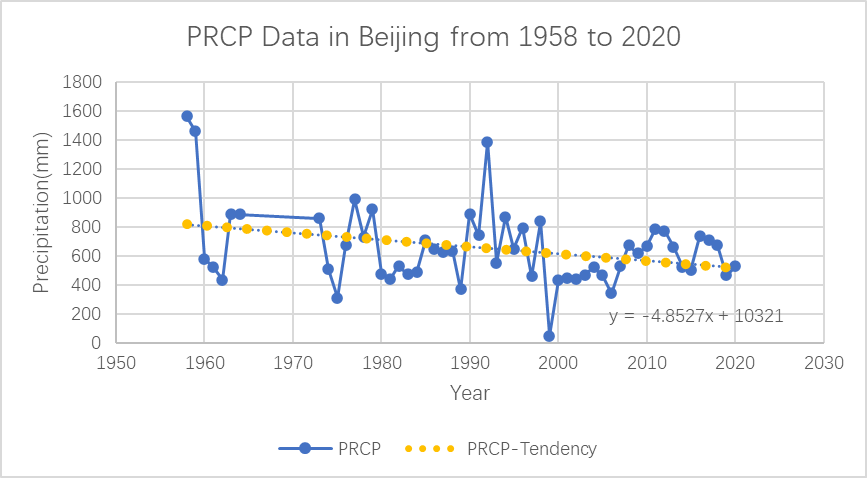 PRCP Data in Beijing from 1958 to 2020
1800
1600
1400
1200
1000
800
600
400
200
0
Precipitation(mm)
y = -4.8527x + 10321
1950 1960 1970 1980 1990 2000 2010 2020 2030
Year
PRCP PRCP-Tendency